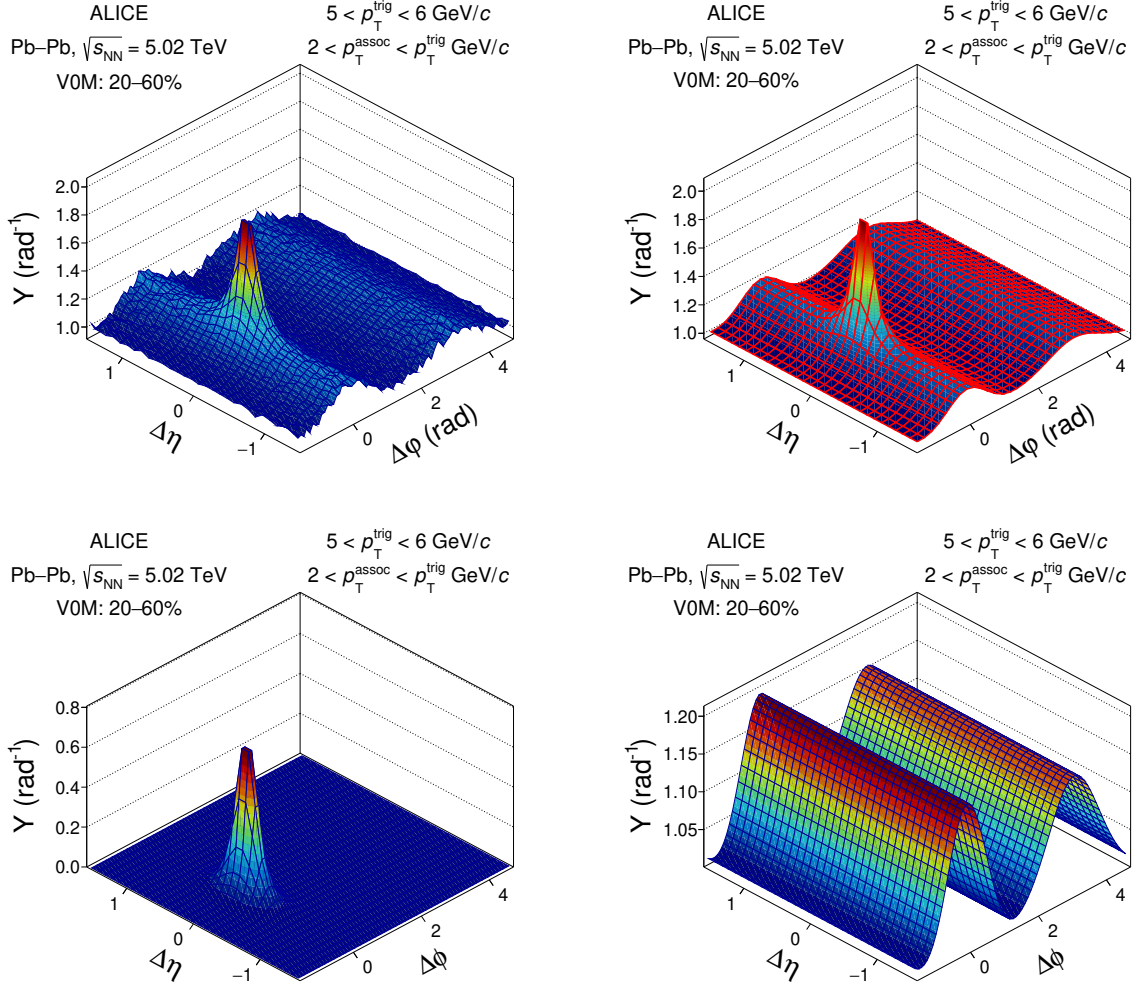 ALICE
5 < p_T^trig < 6 GeV/c
Pb–Pb, √s_NN = 5.02 TeV
2 < p_T^assoc < p_T^trig GeV/c
V0M: 20–60%
2.0
1.8
1.6
1.4
1.2
1.0
Y (rad^-1)
1
0
−1
Δη
0
2
4
Δφ (rad)
ALICE
5 < p_T^trig < 6 GeV/c
Pb–Pb, √s_NN = 5.02 TeV
2 < p_T^assoc < p_T^trig GeV/c
V0M: 20–60%
2.0
1.8
1.6
1.4
1.2
1.0
Y (rad^-1)
1
0
−1
Δη
0
2
4
Δφ (rad)
ALICE
5 < p_T^trig < 6 GeV/c
Pb–Pb, √s_NN = 5.02 TeV
2 < p_T^assoc < p_T^trig GeV/c
V0M: 20–60%
0.8
0.6
0.4
0.2
0.0
Y (rad^-1)
1
0
−1
Δη
0
2
4
Δϕ
ALICE
5 < p_T^trig < 6 GeV/c
Pb–Pb, √s_NN = 5.02 TeV
2 < p_T^assoc < p_T^trig GeV/c
V0M: 20–60%
1.20
1.15
1.10
1.05
Y (rad^-1)
1
0
−1
Δη
0
2
4
Δϕ